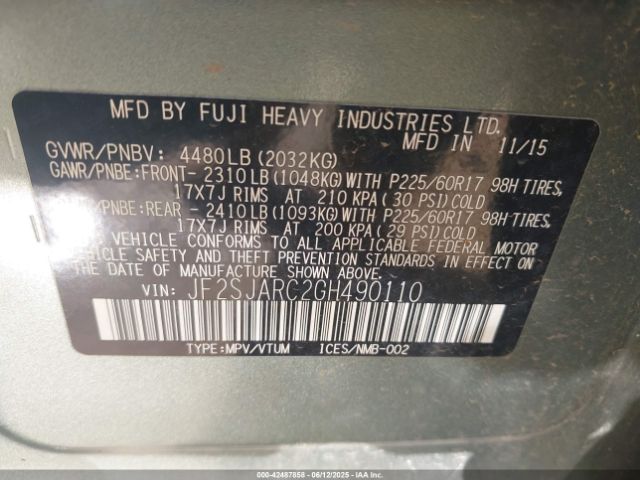 MFD BY FUJI HEAVY INDUSTRIES LTD.
MFD IN 11/15
GVWR/PNBV: 4480LB(2032KG)
GAWR/PNBE:FRONT- 2310LB(1048KG)WITH P225/60R17 98H TIRES,
17X7J RIMS AT 210 KPA(30 PSI)COLD
/PNBE:REAR - 2410LB(1093KG)WITH P225/60R17 98H TIRES,
17X7J RIMS AT 200 KPA(29 PSI)COLD
VEHICLE CONFORMS TO ALL APPLICABLE FEDERAL MOTOR
VEHICLE SAFETY AND THEFT PREVENTION STANDARDS IN EFFECT ON
THE DATE OF MANUFACTURE SHOWN ABOVE.
VIN: JF2SJARC2GH490110
TYPE:MPV/VTUM ICES/NMB-002
000-42487858 - 06/12/2025 - IAAI.COM